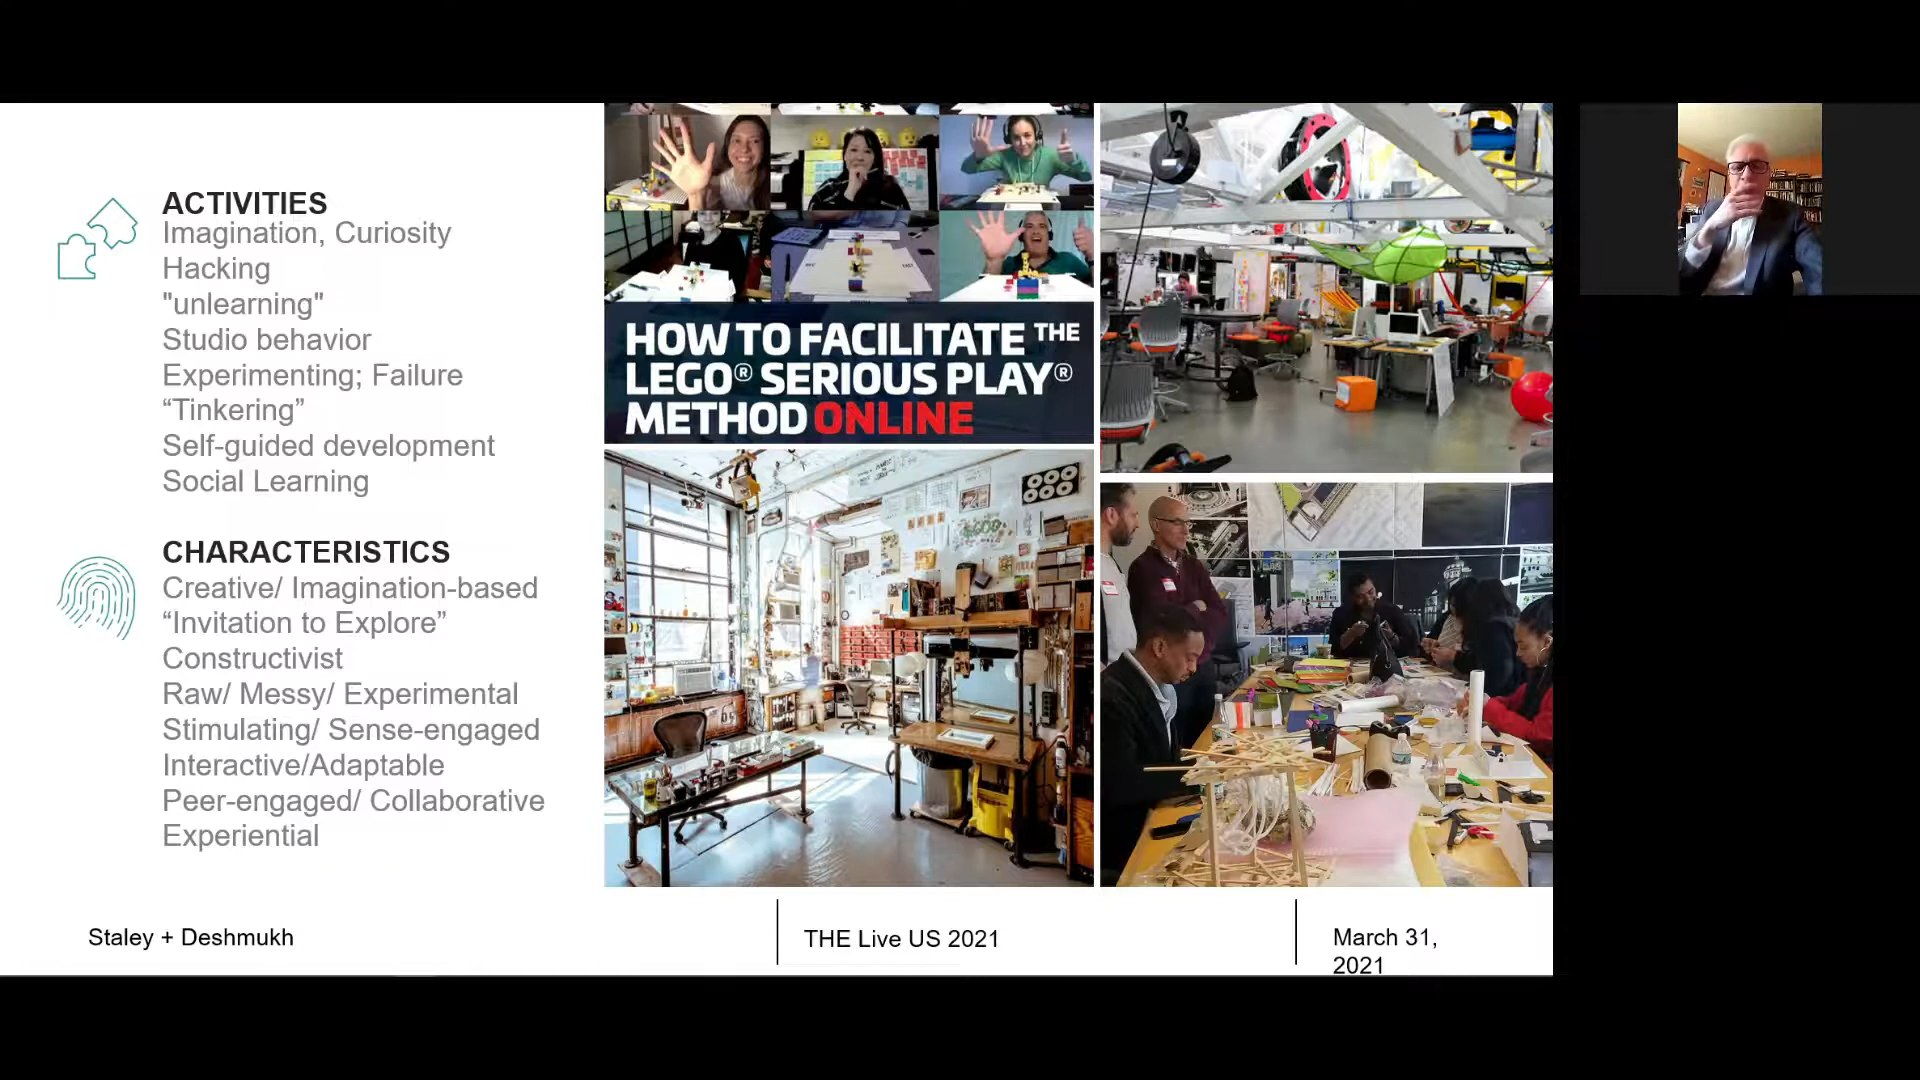 ACTIVITIES
Imagination, Curiosity
Hacking
"unlearning"
Studio behavior
Experimenting; Failure
“Tinkering”
Self-guided development
Social Learning
CHARACTERISTICS
Creative/ Imagination-based
“Invitation to Explore”
Constructivist
Raw/ Messy/ Experimental
Stimulating/ Sense-engaged
Interactive/Adaptable
Peer-engaged/ Collaborative
Experiential
HOW TO FACILITATE THE
LEGO® SERIOUS PLAY®
METHOD ONLINE
Staley + Deshmukh
THE Live US 2021
March 31,
2021